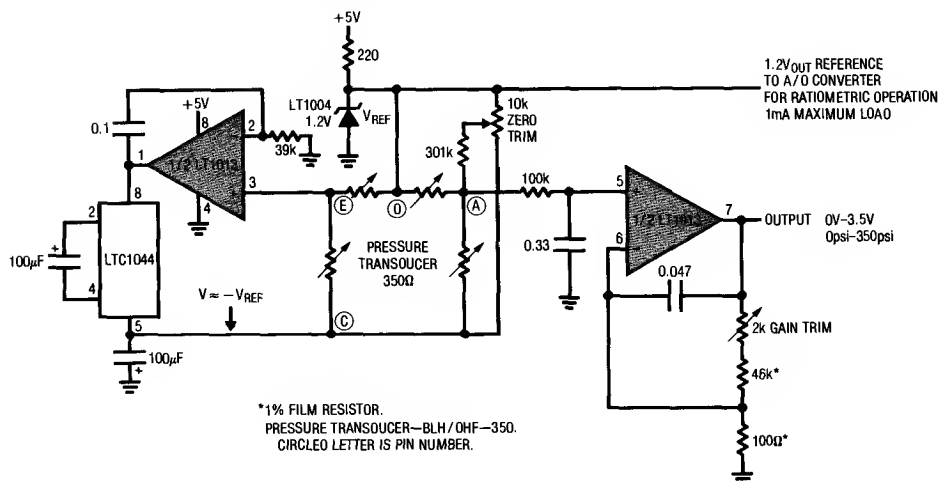 +5V
220
LT1004
1.2V
VREF
10k
ZERO
TRIM
301k
1.2VOUT REFERENCE
TO A/O CONVERTER
FOR RATIOMETRIC OPERATION
1mA MAXIMUM LOAO
+5V
8
2
0.1
39k
1
1/2 LT1013
3
4
8
2
LTC1044
100µF
+
4
5
100µF
+
V ≈ −VREF
E
O
A
C
PRESSURE
TRANSOUCER
350Ω
100k
0.33
5
1/2 LT1013
7
6
OUTPUT
0V-3.5V
0psi-350psi
0.047
2k GAIN TRIM
46k*
100Ω*
*1% FILM RESISTOR.
PRESSURE TRANSOUCER–BLH/OHF–350.
CIRCLEO LETTER IS PIN NUMBER.